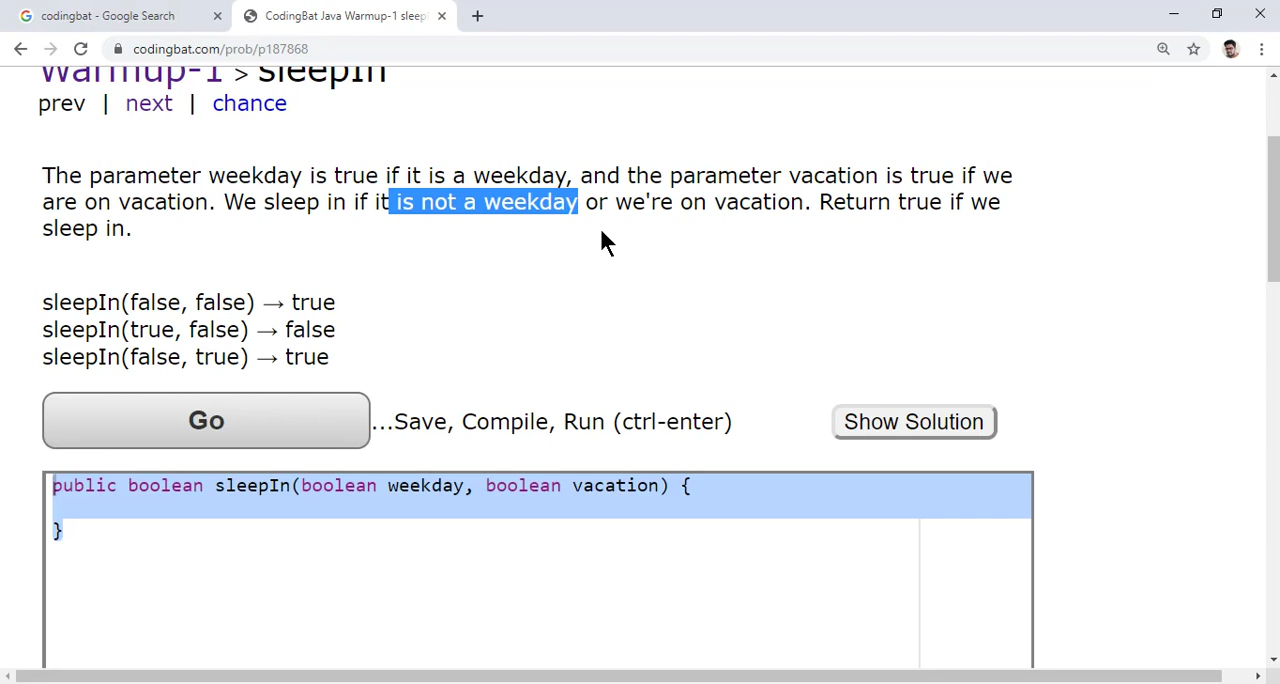 codingbat - Google Search
CodingBat Java Warmup-1 sleep
codingbat.com/prob/p187868
Warmup-1 > sleepIn
prev | next | chance
The parameter weekday is true if it is a weekday, and the parameter vacation is true if we
are on vacation. We sleep in if it is not a weekday or we're on vacation. Return true if we
sleep in.
sleepIn(false, false) → true
sleepIn(true, false) → false
sleepIn(false, true) → true
Go
...Save, Compile, Run (ctrl-enter)
Show Solution
public boolean sleepIn(boolean weekday, boolean vacation) {
}